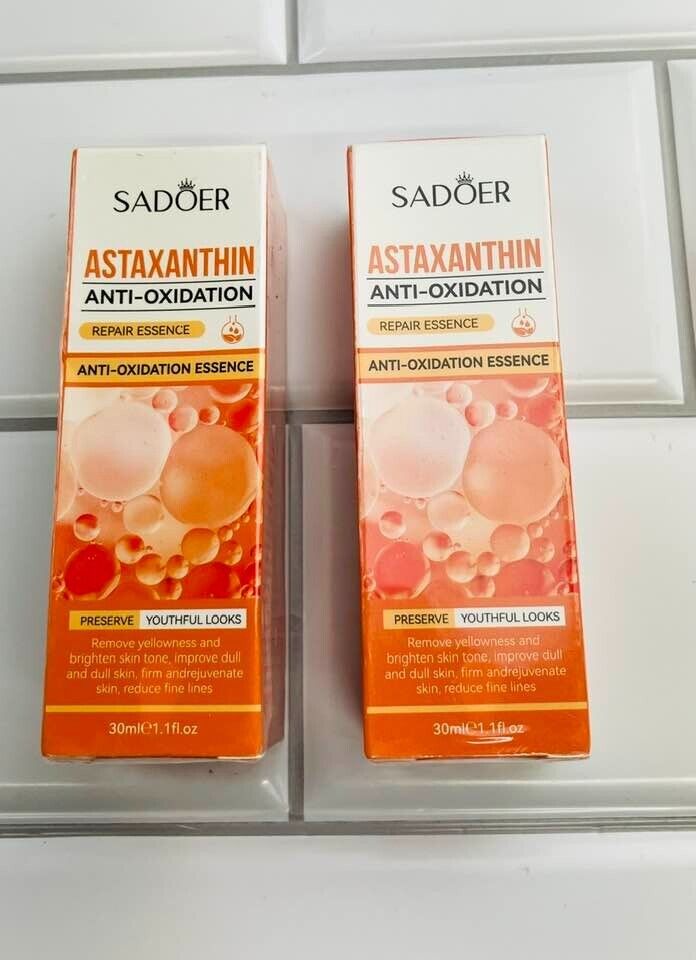 SADOER
ASTAXANTHIN
ANTI-OXIDATION
REPAIR ESSENCE
ANTI-OXIDATION ESSENCE
PRESERVE YOUTHFUL LOOKS
Remove yellowness and
brighten skin tone, improve dull
and dull skin, firm andrejuvenate
skin, reduce fine lines
30ml℮1.1fl.oz
SADOER
ASTAXANTHIN
ANTI-OXIDATION
REPAIR ESSENCE
ANTI-OXIDATION ESSENCE
PRESERVE YOUTHFUL LOOKS
Remove yellowness and
brighten skin tone, improve dull
and dull skin, firm andrejuvenate
skin, reduce fine lines
30ml℮1.1fl.oz